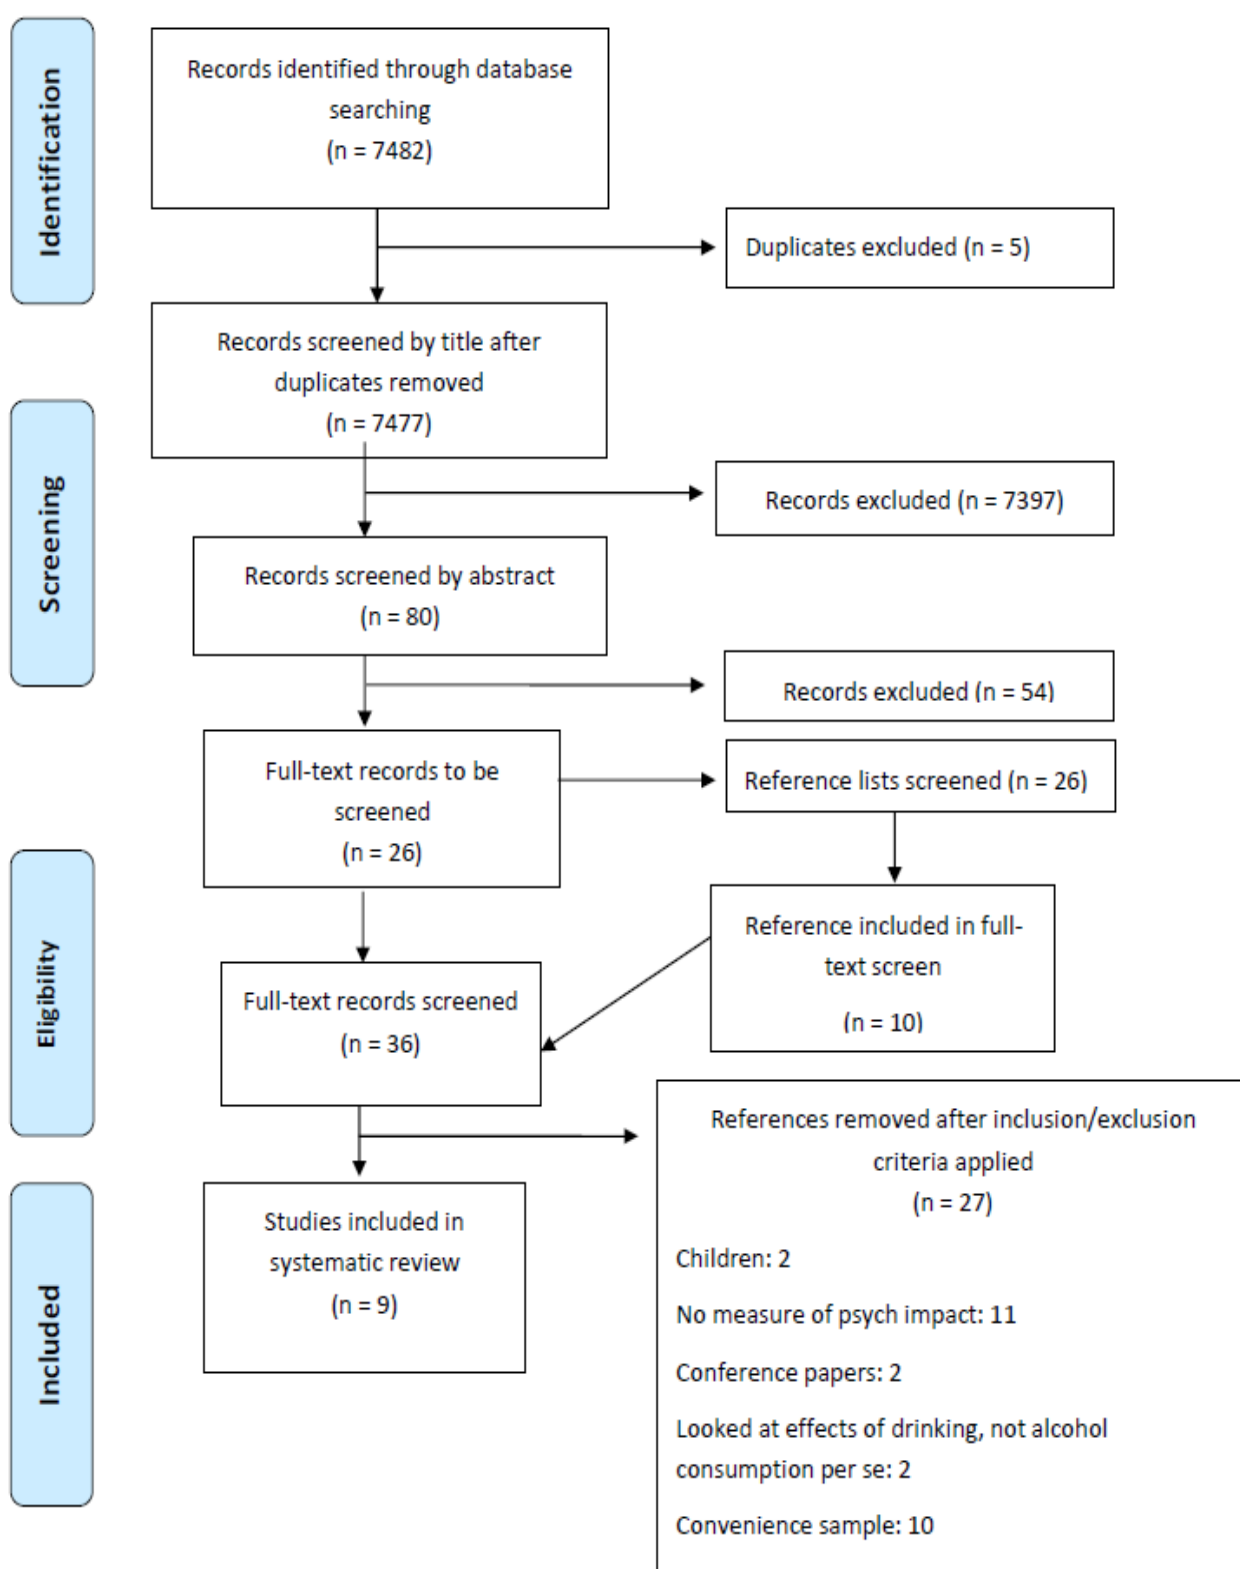 Identification
Records identified through database
searching
(n = 7482)
Duplicates excluded (n = 5)
Records screened by title after
duplicates removed
(n = 7477)
Screening
Records excluded (n = 7397)
Records screened by abstract
(n = 80)
Records excluded (n = 54)
Full-text records to be
screened
(n = 26)
Reference lists screened (n = 26)
Eligibility
Reference included in full-
text screen
(n = 10)
Full-text records screened
(n = 36)
References removed after inclusion/exclusion
criteria applied
(n = 27)
Children: 2
No measure of psych impact: 11
Conference papers: 2
Looked at effects of drinking, not alcohol
consumption per se: 2
Convenience sample: 10
Included
Studies included in
systematic review
(n = 9)